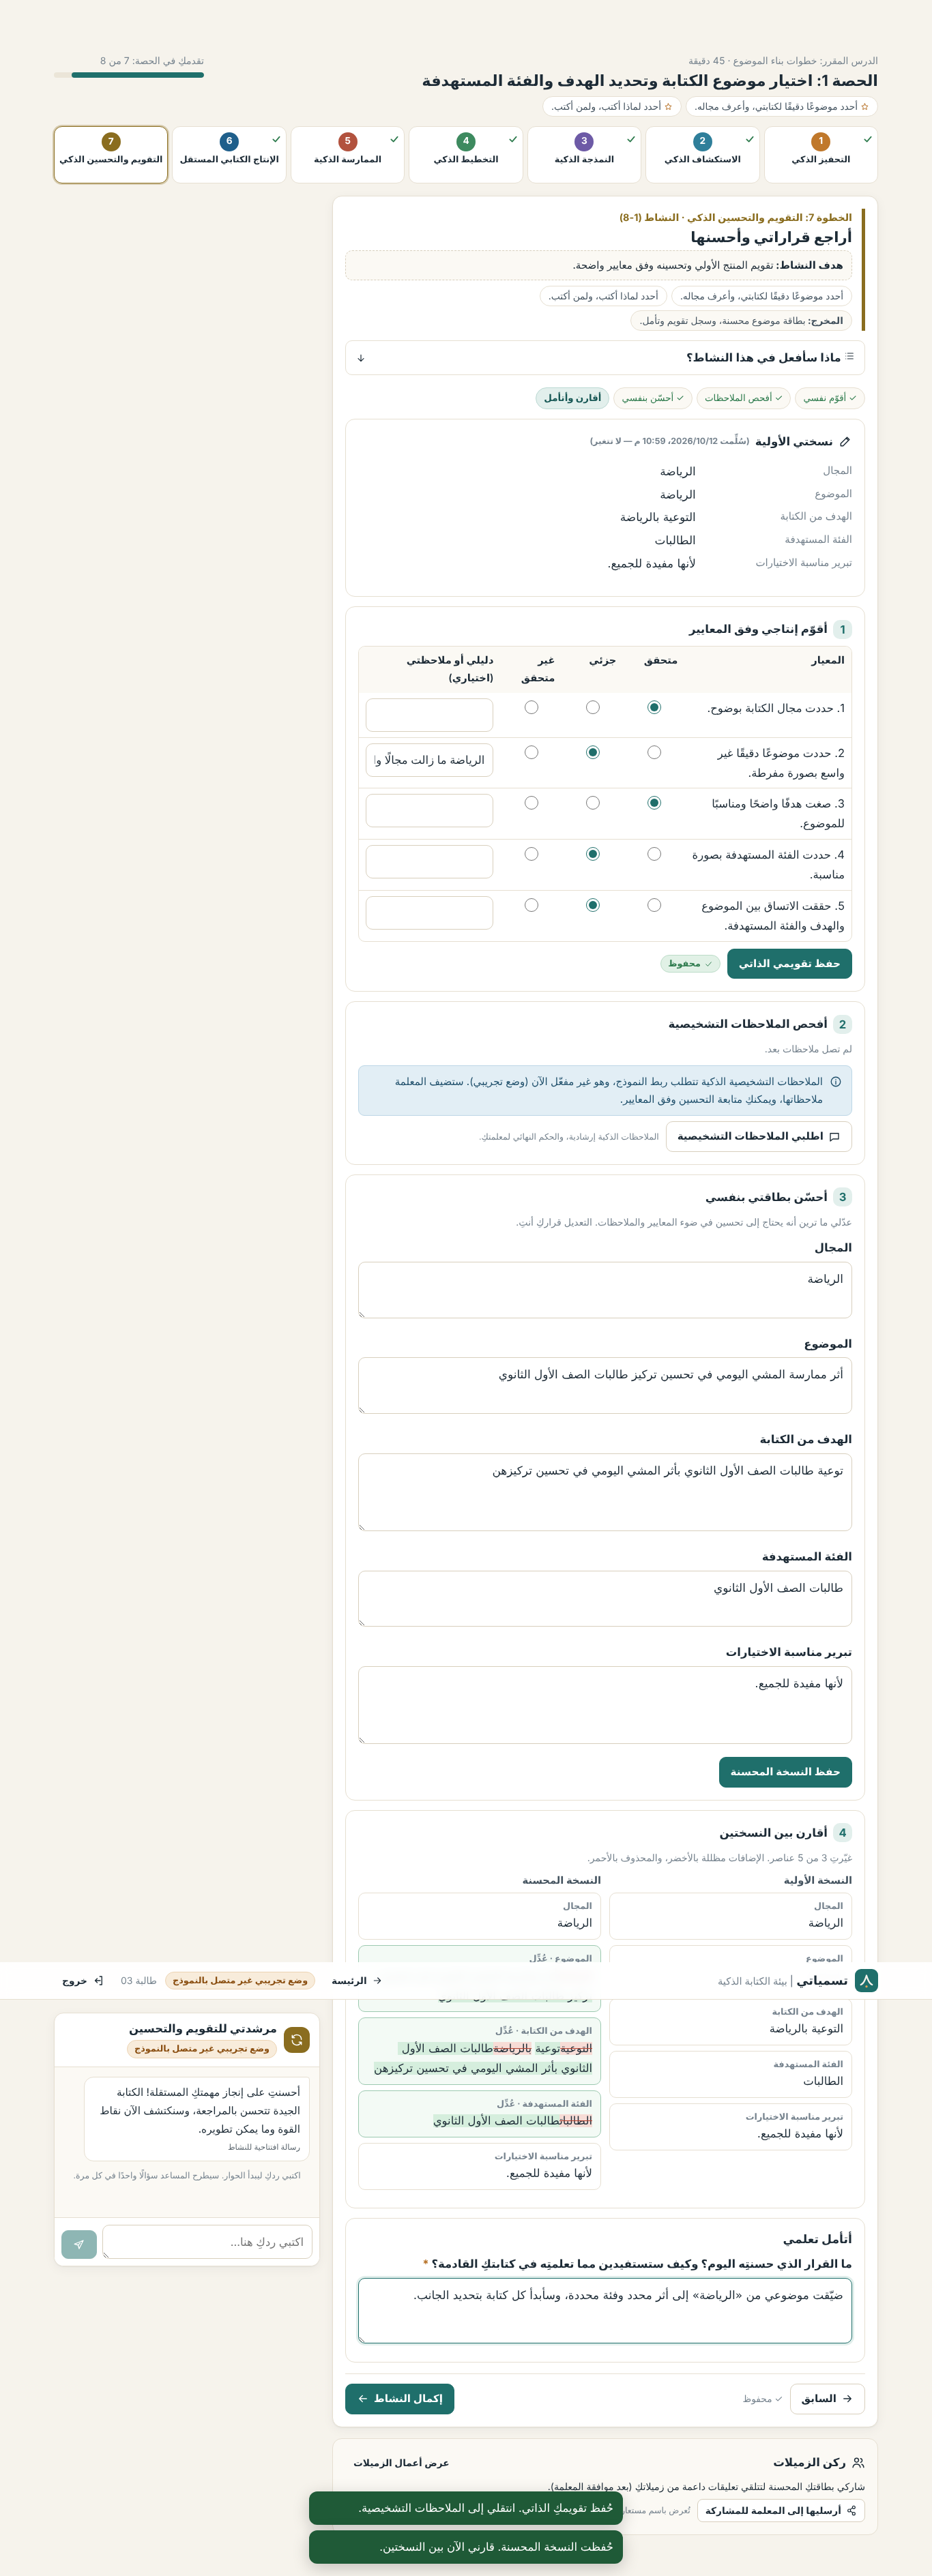 الدرس المقرر: خطوات بناء الموضوع · 45 دقيقة
تقدمكِ في الحصة: 7 من 8
الحصة 1: اختيار موضوع الكتابة وتحديد الهدف والفئة المستهدفة
أحدد موضوعًا دقيقًا لكتابتي، وأعرف مجاله.
أحدد لماذا أكتب، ولمن أكتب.
1 التحفيز الذكي
2 الاستكشاف الذكي
3 النمذجة الذكية
4 التخطيط الذكي
5 الممارسة الذكية
6 الإنتاج الكتابي المستقل
7 التقويم والتحسين الذكي
الخطوة 7: التقويم والتحسين الذكي · النشاط (1-8)
أراجع قراراتي وأحسنها
هدف النشاط: تقويم المنتج الأولي وتحسينه وفق معايير واضحة.
أحدد موضوعًا دقيقًا لكتابتي، وأعرف مجاله.
أحدد لماذا أكتب، ولمن أكتب.
المخرج: بطاقة موضوع محسنة، وسجل تقويم وتأمل.
ماذا سأفعل في هذا النشاط؟
✓ أقوّم نفسي
✓ أفحص الملاحظات
✓ أحسّن بنفسي
أقارن وأتأمل
نسختي الأولية (سُلِّمت 2026/10/12، 10:59 م — لا تتغير)
المجال الرياضة
الموضوع الرياضة
الهدف من الكتابة التوعية بالرياضة
الفئة المستهدفة الطالبات
تبرير مناسبة الاختيارات لأنها مفيدة للجميع.
1 أقوّم إنتاجي وفق المعايير
المعيار متحقق جزئي غير متحقق دليلي أو ملاحظتي (اختياري)
1. حددت مجال الكتابة بوضوح.
2. حددت موضوعًا دقيقًا غير واسع بصورة مفرطة.
الرياضة ما زالت مجالًا وا
3. صغت هدفًا واضحًا ومناسبًا للموضوع.
4. حددت الفئة المستهدفة بصورة مناسبة.
5. حققت الاتساق بين الموضوع والهدف والفئة المستهدفة.
حفظ تقويمي الذاتي
✓ محفوظ
2 أفحص الملاحظات التشخيصية
لم تصل ملاحظات بعد.
الملاحظات التشخيصية الذكية تتطلب ربط النموذج، وهو غير مفعّل الآن (وضع تجريبي). ستضيف المعلمة
ملاحظاتها، ويمكنكِ متابعة التحسين وفق المعايير.
اطلبي الملاحظات التشخيصية
الملاحظات الذكية إرشادية، والحكم النهائي لمعلمتكِ.
3 أحسّن بطاقتي بنفسي
عدّلي ما ترين أنه يحتاج إلى تحسين في ضوء المعايير والملاحظات. التعديل قراركِ أنتِ.
المجال
الرياضة
الموضوع
أثر ممارسة المشي اليومي في تحسين تركيز طالبات الصف الأول الثانوي
الهدف من الكتابة
توعية طالبات الصف الأول الثانوي بأثر المشي اليومي في تحسين تركيزهن
الفئة المستهدفة
طالبات الصف الأول الثانوي
تبرير مناسبة الاختيارات
لأنها مفيدة للجميع.
حفظ النسخة المحسنة
4 أقارن بين النسختين
غيّرتِ 3 من 5 عناصر. الإضافات مظللة بالأخضر، والمحذوف بالأحمر.
النسخة الأولية
المجال
الرياضة
الموضوع
النسخة المحسنة
المجال
الرياضة
الموضوع · عُدِّل
تسمياتي | بيئة الكتابة الذكية
الرئيسة
وضع تجريبي غير متصل بالنموذج
طالبة 03
خروج
الهدف من الكتابة
التوعية بالرياضة
الفئة المستهدفة
الطالبات
تبرير مناسبة الاختيارات
لأنها مفيدة للجميع.
الهدف من الكتابة · عُدِّل
التوعيةتوعية بالرياضةطالبات الصف الأول
الثانوي بأثر المشي اليومي في تحسين تركيزهن
الفئة المستهدفة · عُدِّل
الطالباتطالبات الصف الأول الثانوي
تبرير مناسبة الاختيارات
لأنها مفيدة للجميع.
مرشدتي للتقويم والتحسين
وضع تجريبي غير متصل بالنموذج
أحسنتِ على إنجاز مهمتكِ المستقلة! الكتابة
الجيدة تتحسن بالمراجعة، وسنكتشف الآن نقاط
القوة وما يمكن تطويره.
رسالة افتتاحية للنشاط
اكتبي ردكِ ليبدأ الحوار. سيطرح المساعد سؤالًا واحدًا في كل مرة.
اكتبي ردكِ هنا...
أتأمل تعلمي
ما القرار الذي حسنتِه اليوم؟ وكيف ستستفيدين مما تعلمتِه في كتابتكِ القادمة؟ *
ضيّقت موضوعي من «الرياضة» إلى أثر محدد وفئة محددة، وسأبدأ كل كتابة بتحديد الجانب.
السابق
✓ محفوظ
إكمال النشاط
ركن الزميلات
عرض أعمال الزميلات
شاركي بطاقتكِ المحسنة لتتلقي تعليقات داعمة من زميلاتكِ (بعد موافقة المعلمة).
أرسليها إلى المعلمة للمشاركة
تُعرض باسم مستعار
حُفظ تقويمكِ الذاتي. انتقلي إلى الملاحظات التشخيصية.
حُفظت النسخة المحسنة. قارني الآن بين النسختين.